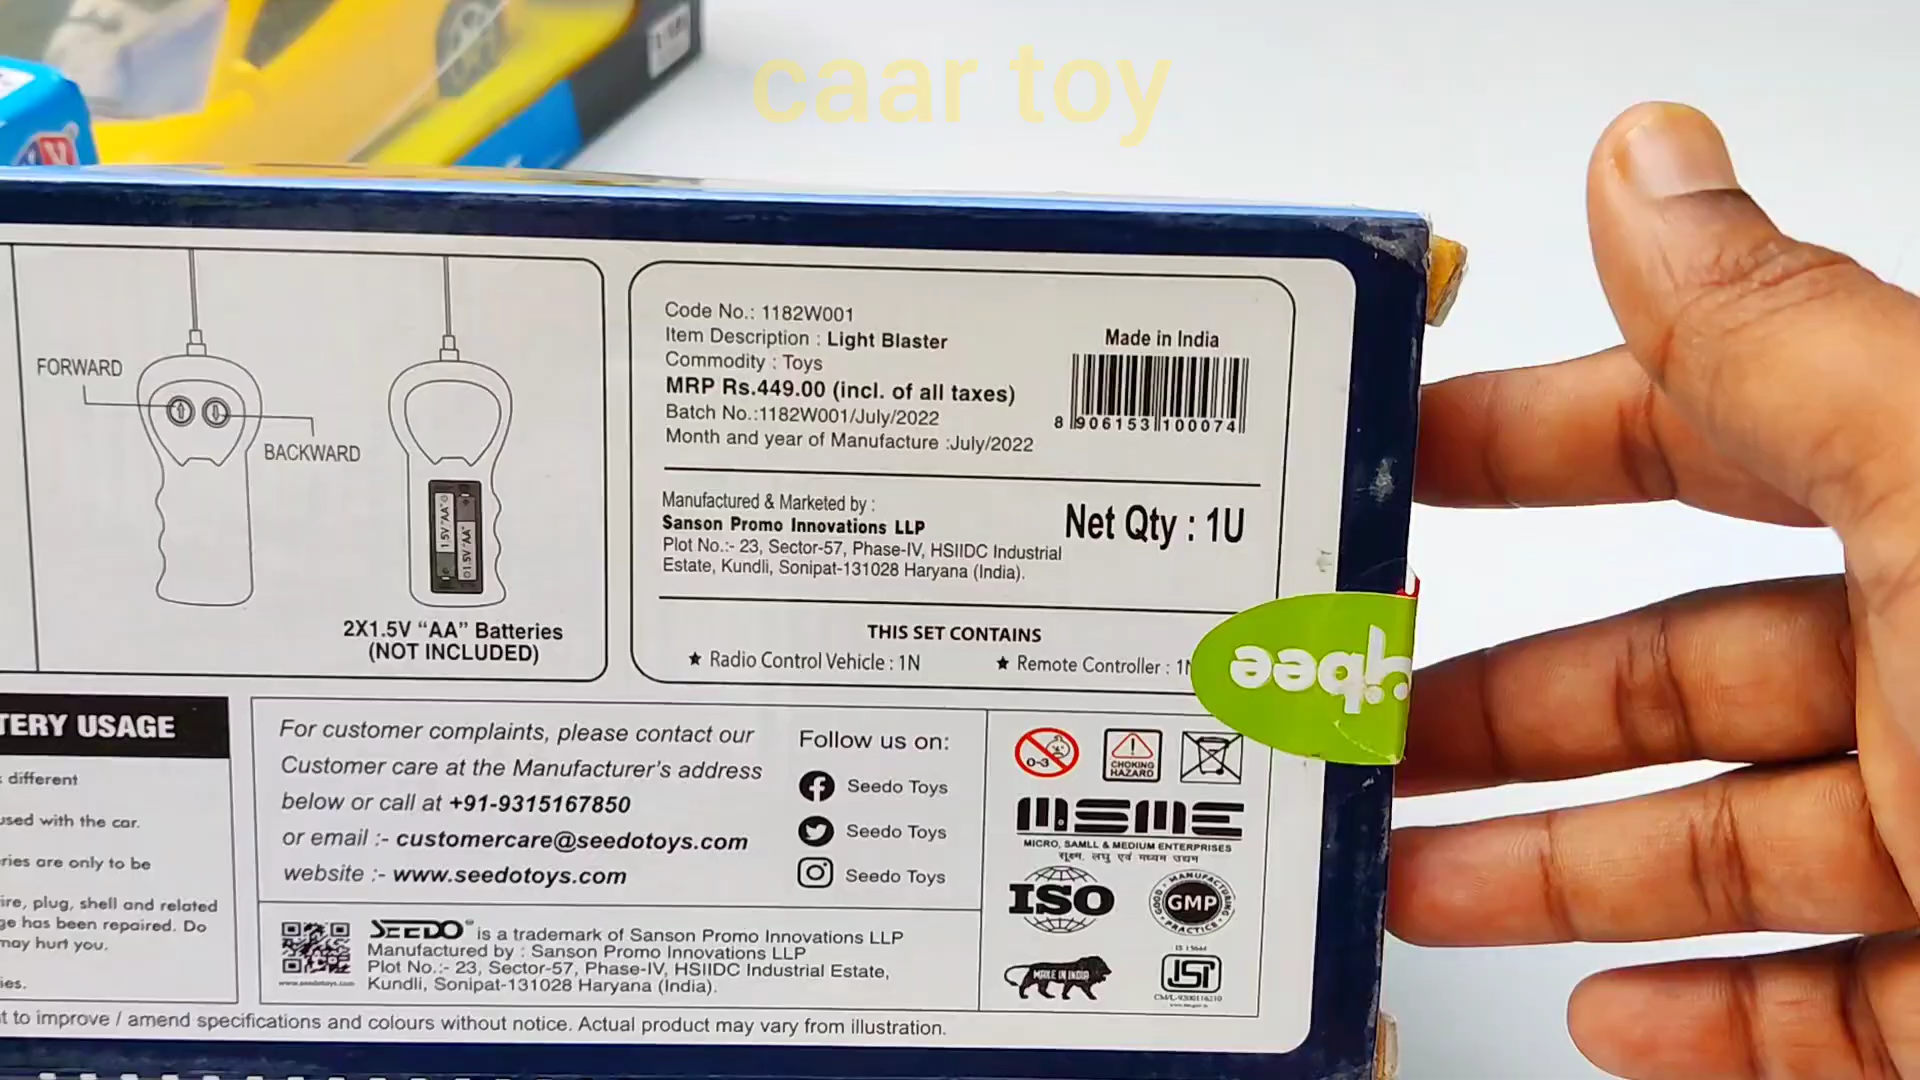 caar toy
FORWARD
BACKWARD
1.5V "AA"
1.5V "AA"
2X1.5V “AA” Batteries
(NOT INCLUDED)
Code No.: 1182W001
Item Description : Light Blaster
Commodity : Toys
MRP Rs.449.00 (incl. of all taxes)
Batch No.:1182W001/July/2022
Month and year of Manufacture :July/2022
Made in India
8 906153 100074
Manufactured & Marketed by :
Sanson Promo Innovations LLP
Plot No.:- 23, Sector-57, Phase-IV, HSIIDC Industrial
Estate, Kundli, Sonipat-131028 Haryana (India).
Net Qty : 1U
THIS SET CONTAINS
★ Radio Control Vehicle : 1N
★ Remote Controller : 1N
TERY USAGE
different
used with the car.
ries are only to be
ire, plug, shell and related
ge has been repaired. Do
may hurt you.
ies.
For customer complaints, please contact our
Customer care at the Manufacturer's address
below or call at +91-9315167850
or email :- customercare@seedotoys.com
website :- www.seedotoys.com
Follow us on:
Seedo Toys
Seedo Toys
Seedo Toys
0-3
CHOKING
HAZARD
MSME
MICRO, SAMLL & MEDIUM ENTERPRISES
सूक्ष्म, लघु एवं मध्यम उद्यम
ISO
GOOD MANUFACTURING PRACTICE
GMP
MAKE IN INDIA
IS 15644
ISI
CM/L-9200116210
www.seedotoys.com
SEEDO is a trademark of Sanson Promo Innovations LLP
Manufactured by : Sanson Promo Innovations LLP
Plot No.:- 23, Sector-57, Phase-IV, HSIIDC Industrial Estate,
Kundli, Sonipat-131028 Haryana (India).
t to improve / amend specifications and colours without notice. Actual product may vary from illustration.